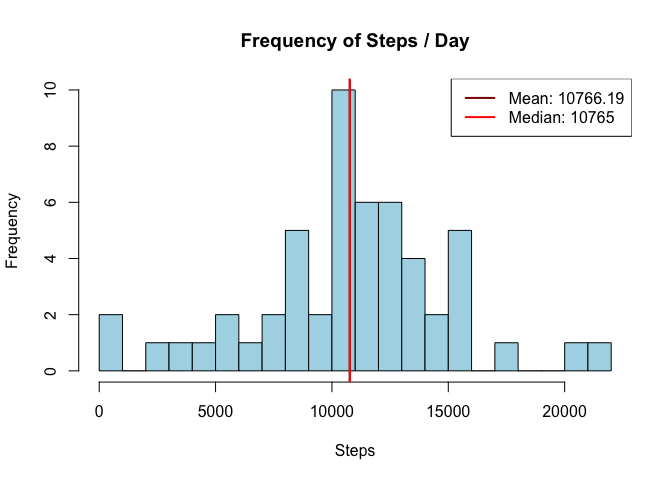 Frequency of Steps / Day
Mean: 10766.19
Median: 10765
Frequency
10
8
6
4
2
0
0 5000 10000 15000 20000
Steps